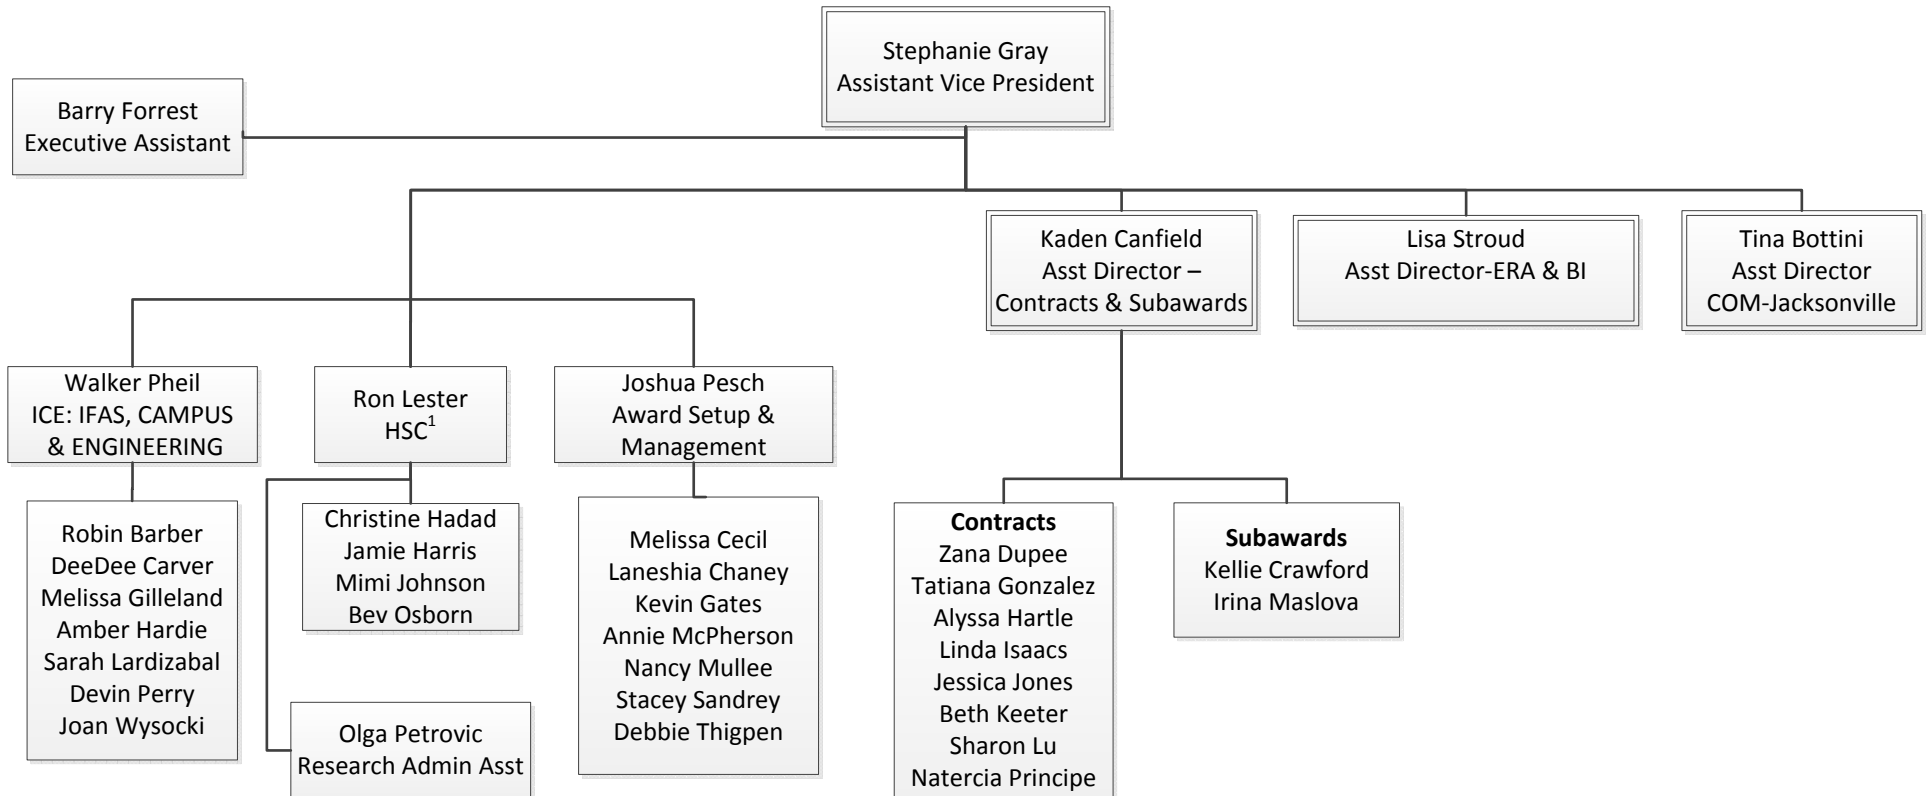 Stephanie Gray
Assistant Vice President
Barry Forrest
Executive Assistant
Kaden Canfield
Asst Director –
Contracts & Subawards
Lisa Stroud
Asst Director-ERA & BI
Tina Bottini
Asst Director
COM-Jacksonville
Walker Pheil
ICE: IFAS, CAMPUS
& ENGINEERING
Ron Lester
HSC¹
Joshua Pesch
Award Setup &
Management
Robin Barber
DeeDee Carver
Melissa Gilleland
Amber Hardie
Sarah Lardizabal
Devin Perry
Joan Wysocki
Christine Hadad
Jamie Harris
Mimi Johnson
Bev Osborn
Olga Petrovic
Research Admin Asst
Melissa Cecil
Laneshia Chaney
Kevin Gates
Annie McPherson
Nancy Mullee
Stacey Sandrey
Debbie Thigpen
Contracts
Zana Dupee
Tatiana Gonzalez
Alyssa Hartle
Linda Isaacs
Jessica Jones
Beth Keeter
Sharon Lu
Natercia Principe
Subawards
Kellie Crawford
Irina Maslova